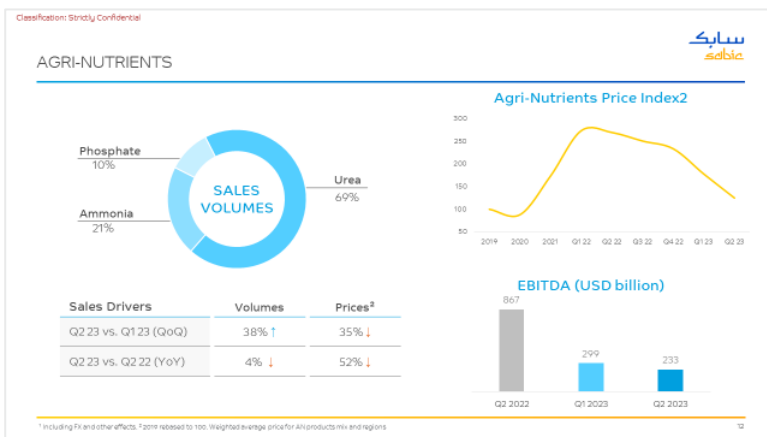 Classification: Strictly Confidential
سابك
sabic
AGRI-NUTRIENTS
Phosphate
10%
Ammonia
21%
SALES
VOLUMES
Urea
69%
Agri-Nutrients Price Index2
300
250
200
150
100
50
2019 2020 2021 Q1 22 Q2 22 Q3 22 Q4 22 Q1 23 Q2 23
Sales Drivers Volumes Prices²
Q2 23 vs. Q1 23 (QoQ) 38% ↑ 35% ↓
Q2 23 vs. Q2 22 (YoY) 4% ↓ 52% ↓
EBITDA (USD billion)
867
299
233
Q2 2022 Q1 2023 Q2 2023
¹ Including FX and other effects, ² 2019 rebased to 100. Weighted average price for AN products mix and regions
12